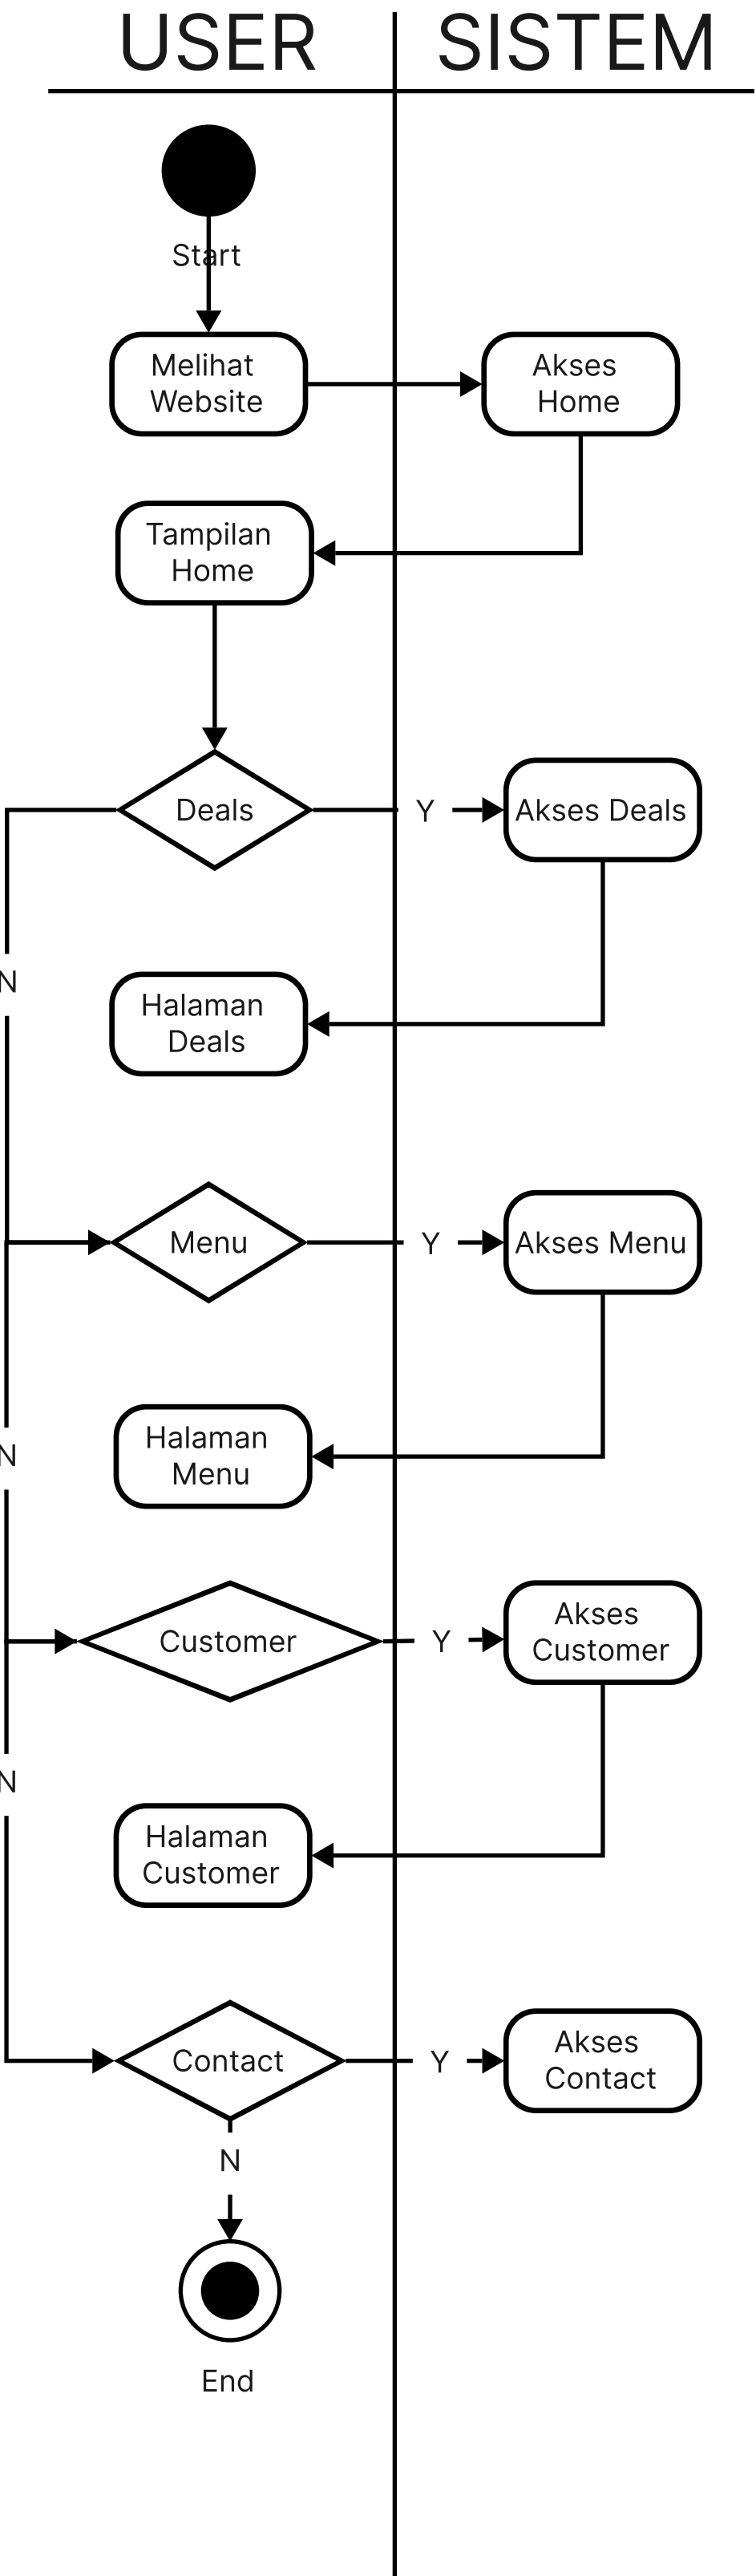 USER SISTEM
Start
Melihat
Website
Akses
Home
Tampilan
Home
Deals
Y
Akses Deals
N
Halaman
Deals
Menu
Y
Akses Menu
Halaman
Menu
N
Customer
Y
Akses
Customer
N
Halaman
Customer
Contact
Y
Akses
Contact
N
End